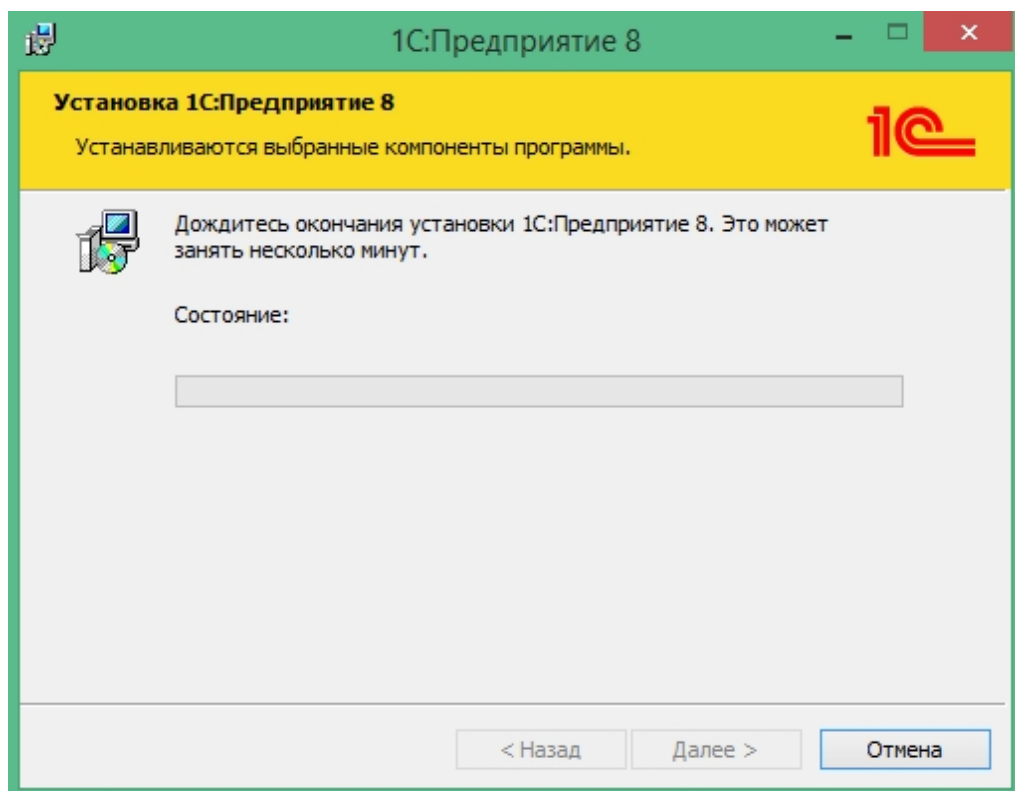 1С:Предприятие 8
Установка 1С:Предприятие 8
1С
Устанавливаются выбранные компоненты программы.
Дождитесь окончания установки 1С:Предприятие 8. Это может
занять несколько минут.
Состояние:
< Назад
Далее >
Отмена